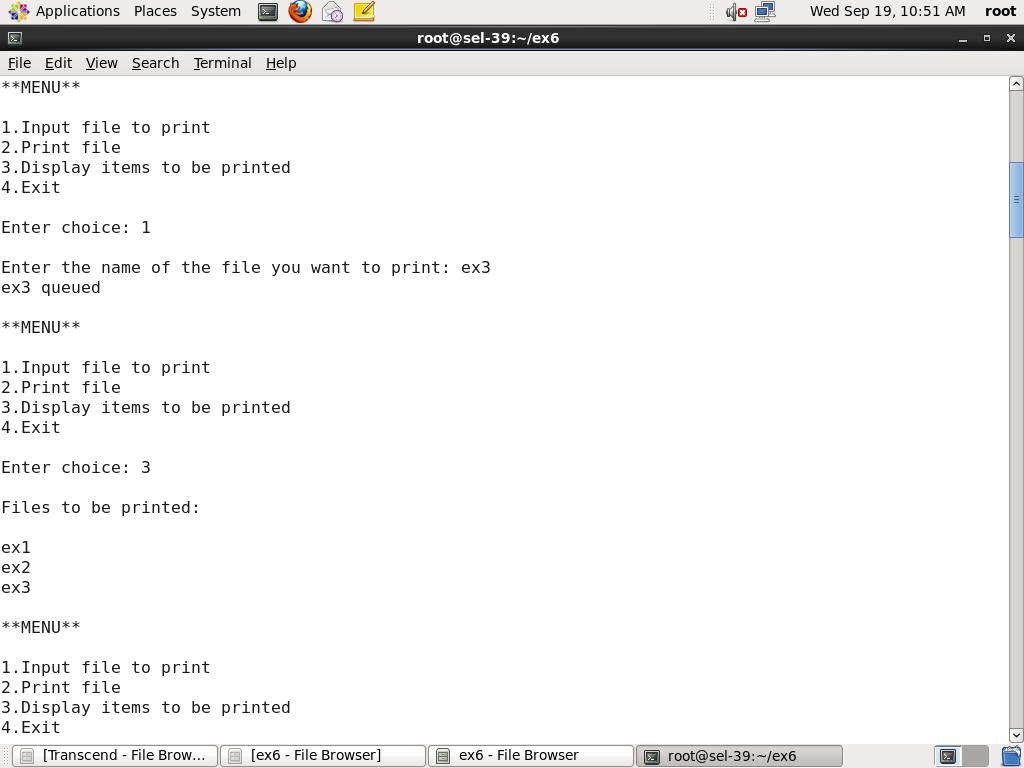 Applications Places System Wed Sep 19, 10:51 AM root
root@sel-39:~/ex6
File Edit View Search Terminal Help
**MENU**
1.Input file to print
2.Print file
3.Display items to be printed
4.Exit
Enter choice: 1
Enter the name of the file you want to print: ex3
ex3 queued
**MENU**
1.Input file to print
2.Print file
3.Display items to be printed
4.Exit
Enter choice: 3
Files to be printed:
ex1
ex2
ex3
**MENU**
1.Input file to print
2.Print file
3.Display items to be printed
4.Exit
[Transcend - File Brow... [ex6 - File Browser] ex6 - File Browser root@sel-39:~/ex6